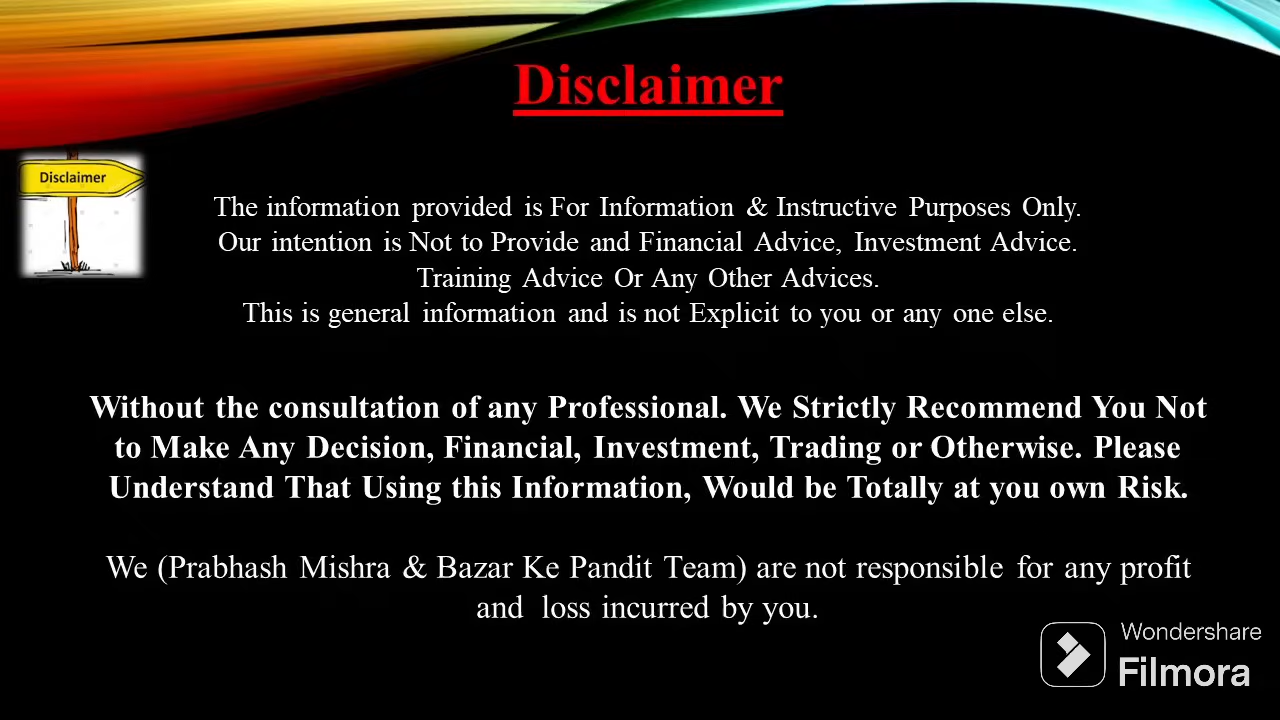 Disclaimer
Disclaimer
The information provided is For Information & Instructive Purposes Only.
Our intention is Not to Provide and Financial Advice, Investment Advice.
Training Advice Or Any Other Advices.
This is general information and is not Explicit to you or any one else.
Without the consultation of any Professional. We Strictly Recommend You Not
to Make Any Decision, Financial, Investment, Trading or Otherwise. Please
Understand That Using this Information, Would be Totally at you own Risk.
We (Prabhash Mishra & Bazar Ke Pandit Team) are not responsible for any profit
and loss incurred by you.
Wondershare
Filmora